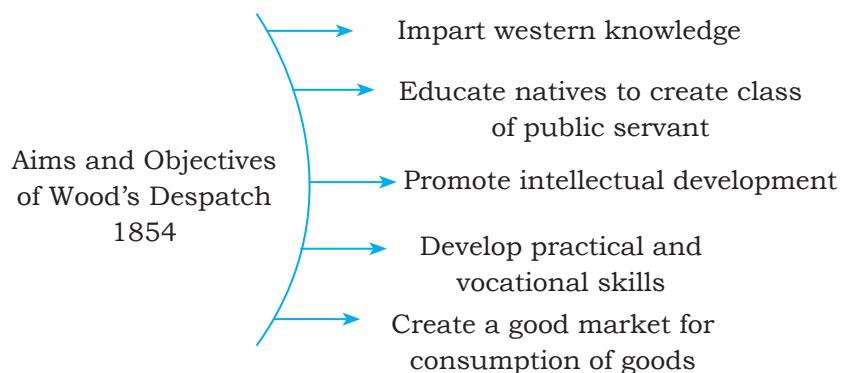 Aims and Objectives
of Wood’s Despatch
1854
Impart western knowledge
Educate natives to create class
of public servant
Promote intellectual development
Develop practical and
vocational skills
Create a good market for
consumption of goods